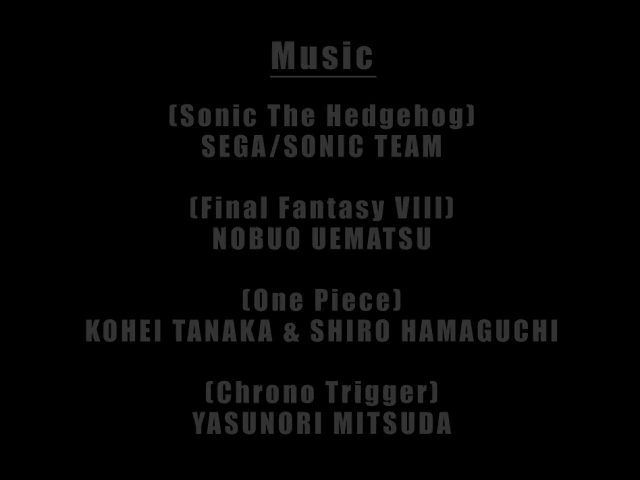 Music
(Sonic The Hedgehog)
SEGA/SONIC TEAM
(Final Fantasy VIII)
NOBUO UEMATSU
(One Piece)
KOHEI TANAKA & SHIRO HAMAGUCHI
(Chrono Trigger)
YASUNORI MITSUDA